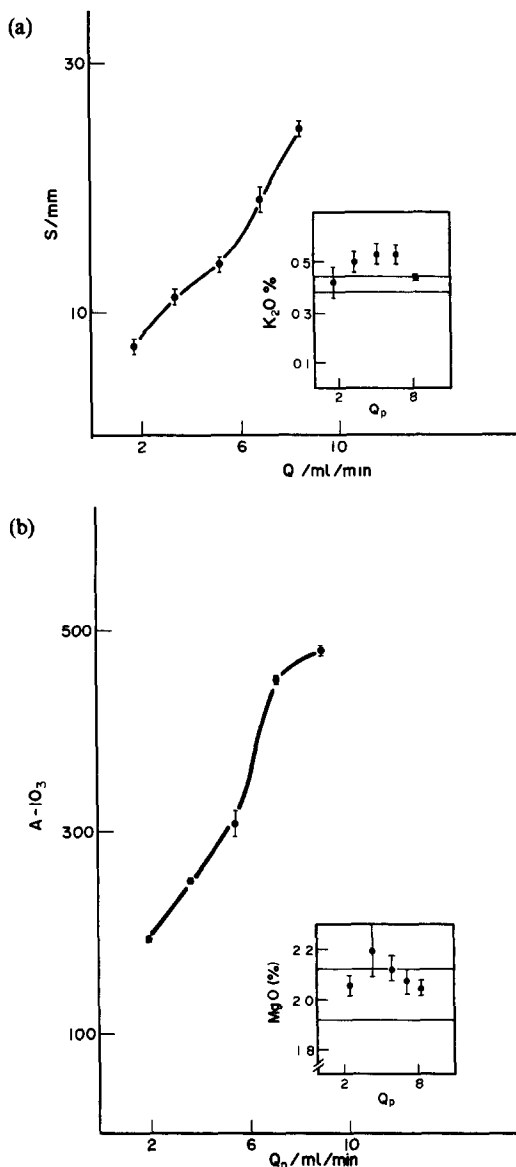 (a)
30
10
S/mm
2 6 10
Q /ml/min
0 5
0 3
0 1
K₂O %
2 8
Qₚ
(b)
500
300
100
A-10₃
2 6 10
Qₚ/ml/min
2 2
2 0
1 8
MgO (%)
2 8
Qₚ